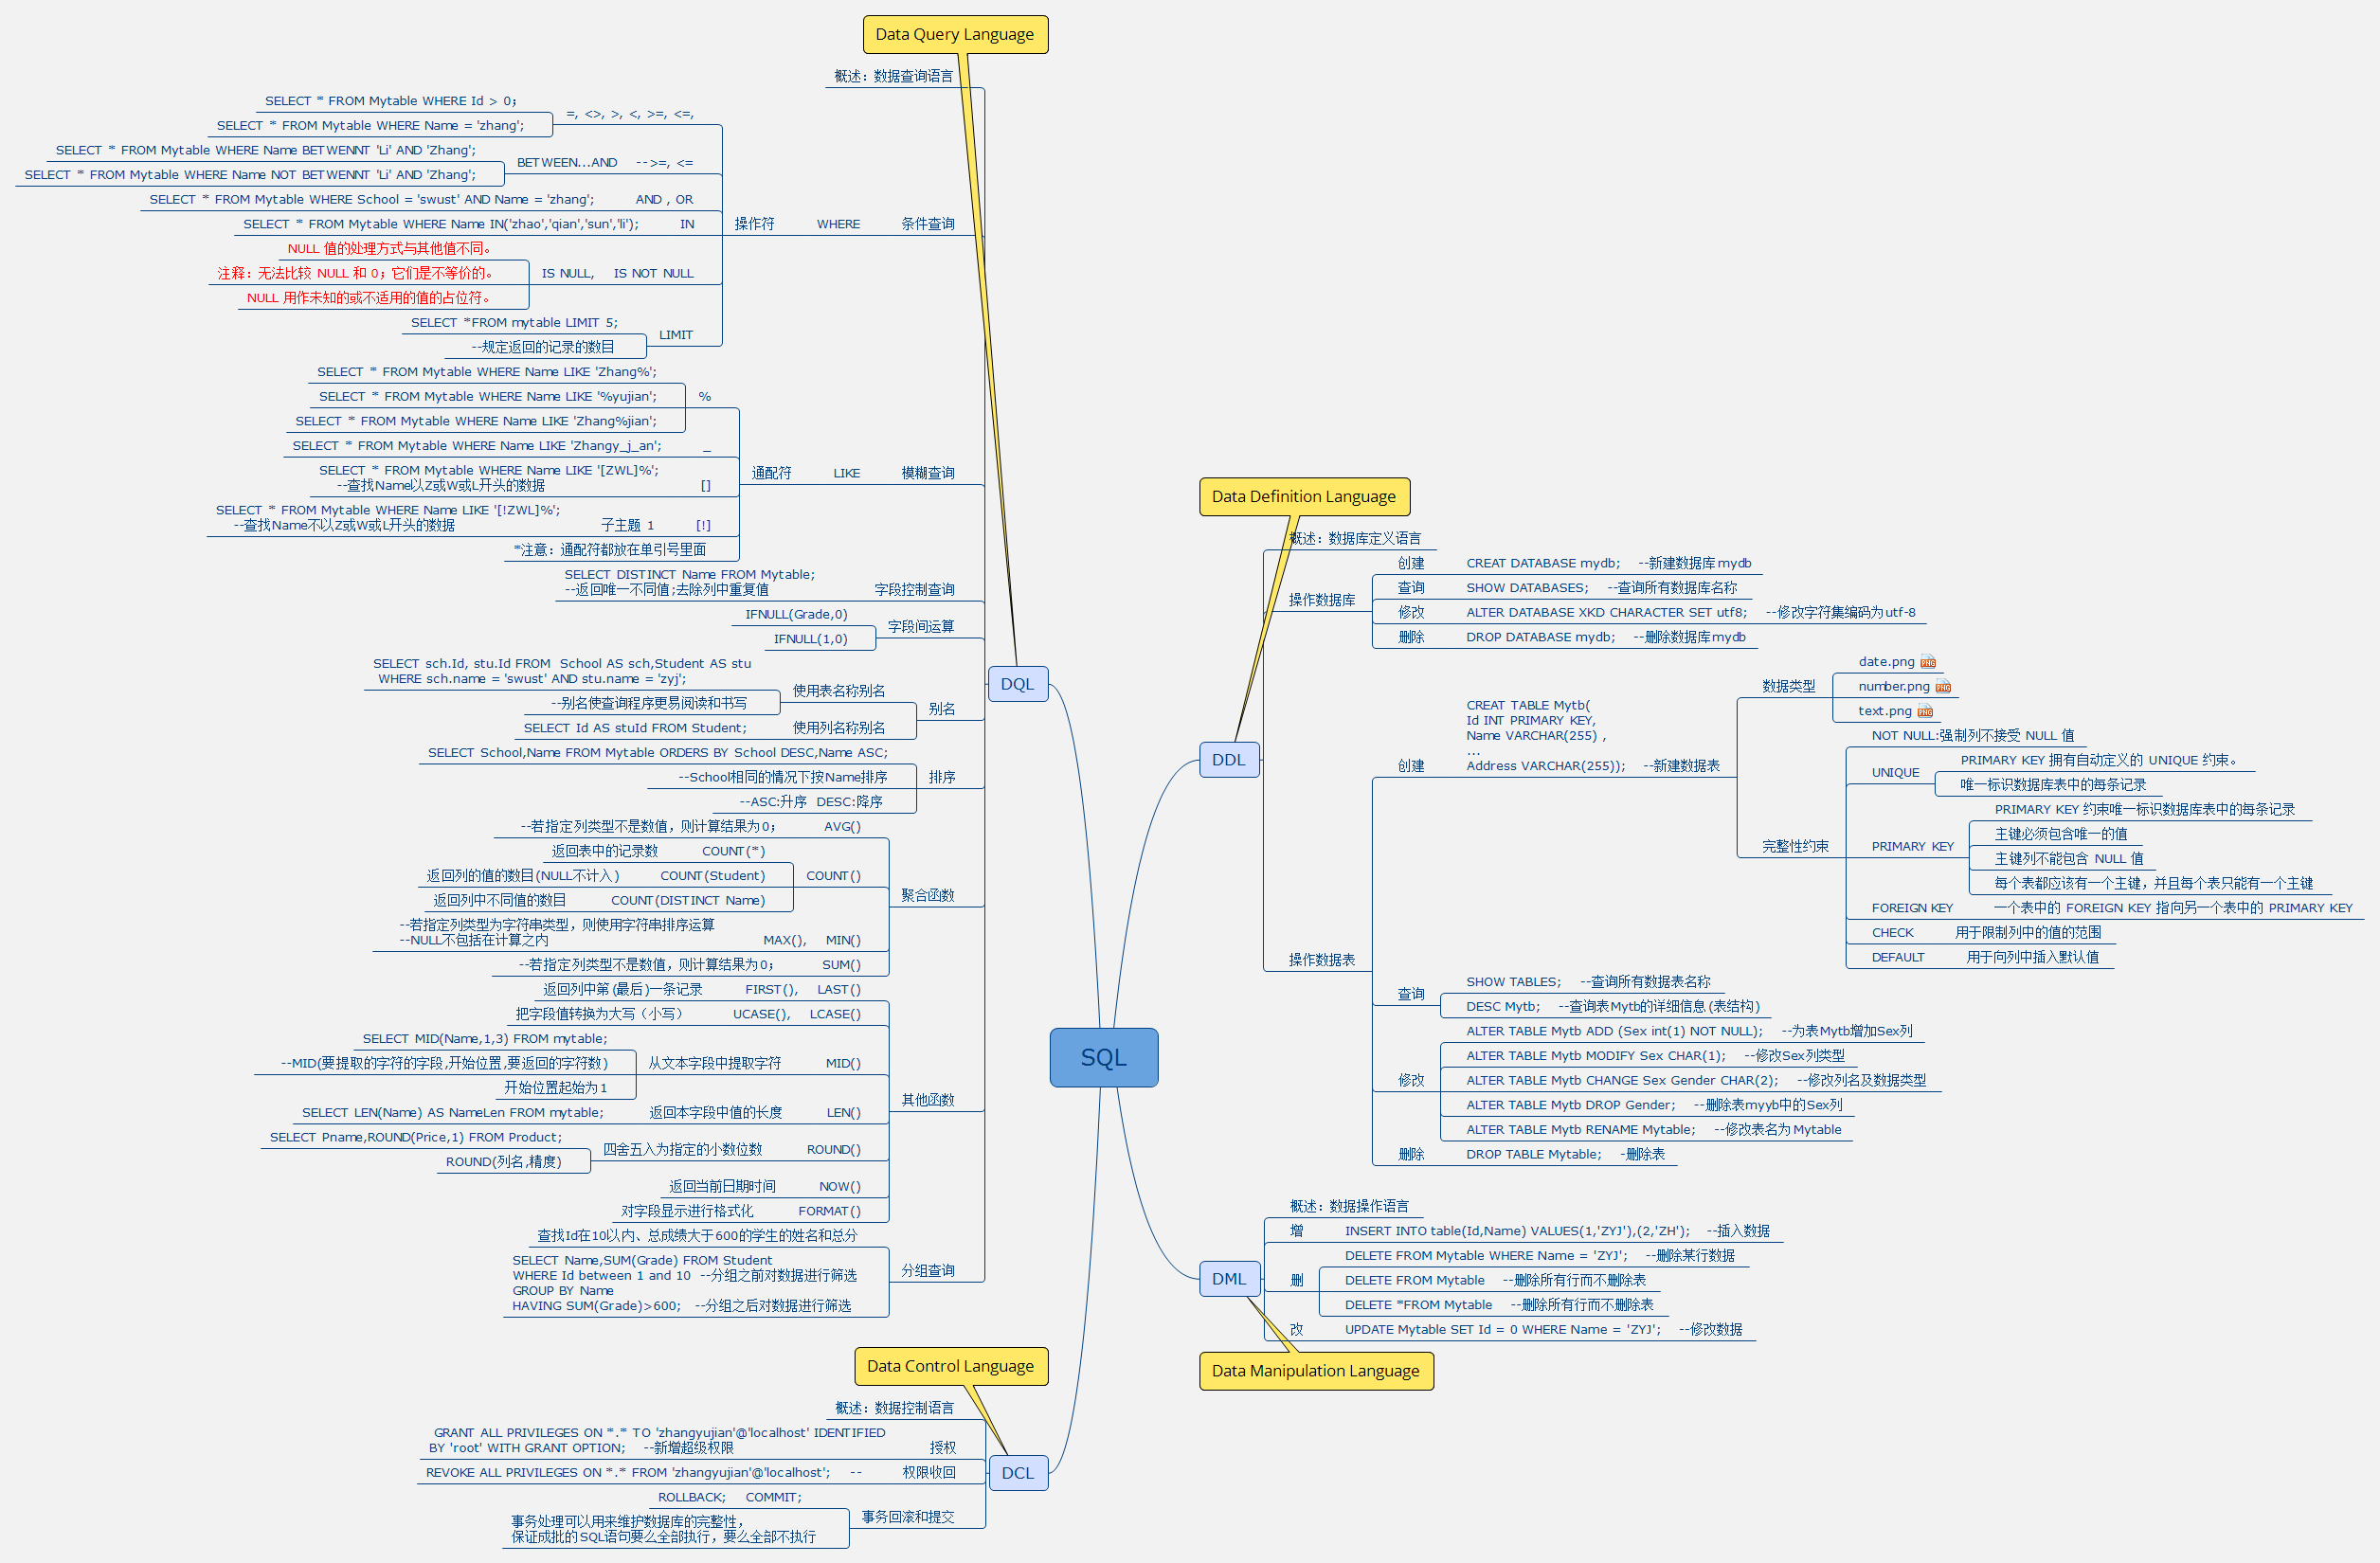 SQL
Data Query Language
DQL
概述：数据查询语言
条件查询
WHERE
操作符
=, <>, >, <, >=, <=,
SELECT * FROM Mytable WHERE Id > 0；
SELECT * FROM Mytable WHERE Name = 'zhang';
BETWEEN...AND -->=, <=
SELECT * FROM Mytable WHERE Name BETWENNT 'Li' AND 'Zhang';
SELECT * FROM Mytable WHERE Name NOT BETWENNT 'Li' AND 'Zhang';
AND , OR
SELECT * FROM Mytable WHERE School = 'swust' AND Name = 'zhang';
IN
SELECT * FROM Mytable WHERE Name IN('zhao','qian','sun','li');
IS NULL, IS NOT NULL
NULL 值的处理方式与其他值不同。
注释：无法比较 NULL 和 0；它们是不等价的。
NULL 用作未知的或不适用的值的占位符。
LIMIT
SELECT *FROM mytable LIMIT 5;
--规定返回的记录的数目
模糊查询
LIKE
通配符
%
SELECT * FROM Mytable WHERE Name LIKE 'Zhang%';
SELECT * FROM Mytable WHERE Name LIKE '%yujian';
SELECT * FROM Mytable WHERE Name LIKE 'Zhang%jian';
_
SELECT * FROM Mytable WHERE Name LIKE 'Zhangy_j_an';
[]
SELECT * FROM Mytable WHERE Name LIKE '[ZWL]%';
--查找Name以Z或W或L开头的数据
[!]
子主题 1
SELECT * FROM Mytable WHERE Name LIKE '[!ZWL]%';
--查找Name不以Z或W或L开头的数据
*注意：通配符都放在单引号里面
字段控制查询
SELECT DISTINCT Name FROM Mytable;
--返回唯一不同值;去除列中重复值
字段间运算
IFNULL(Grade,0)
IFNULL(1,0)
别名
使用表名称别名
SELECT sch.Id, stu.Id FROM School AS sch,Student AS stu
WHERE sch.name = 'swust' AND stu.name = 'zyj';
--别名使查询程序更易阅读和书写
使用列名称别名
SELECT Id AS stuId FROM Student;
排序
SELECT School,Name FROM Mytable ORDERS BY School DESC,Name ASC;
--School相同的情况下按Name排序
--ASC:升序 DESC:降序
聚合函数
AVG()
--若指定列类型不是数值，则计算结果为0；
COUNT()
COUNT(*)
返回表中的记录数
COUNT(Student)
返回列的值的数目(NULL不计入)
COUNT(DISTINCT Name)
返回列中不同值的数目
MAX(), MIN()
--若指定列类型为字符串类型，则使用字符串排序运算
--NULL不包括在计算之内
SUM()
--若指定列类型不是数值，则计算结果为0；
其他函数
FIRST(), LAST()
返回列中第(最后)一条记录
UCASE(), LCASE()
把字段值转换为大写（小写）
MID()
从文本字段中提取字符
SELECT MID(Name,1,3) FROM mytable;
--MID(要提取的字符的字段,开始位置,要返回的字符数)
开始位置起始为1
LEN()
返回本字段中值的长度
SELECT LEN(Name) AS NameLen FROM mytable;
ROUND()
四舍五入为指定的小数位数
SELECT Pname,ROUND(Price,1) FROM Product;
ROUND(列名,精度)
NOW()
返回当前日期时间
FORMAT()
对字段显示进行格式化
分组查询
查找Id在10以内、总成绩大于600的学生的姓名和总分
SELECT Name,SUM(Grade) FROM Student
WHERE Id between 1 and 10 --分组之前对数据进行筛选
GROUP BY Name
HAVING SUM(Grade)>600; --分组之后对数据进行筛选
Data Control Language
DCL
概述：数据控制语言
授权
GRANT ALL PRIVILEGES ON *.* TO 'zhangyujian'@'localhost' IDENTIFIED
BY 'root' WITH GRANT OPTION; --新增超级权限
权限收回
REVOKE ALL PRIVILEGES ON *.* FROM 'zhangyujian'@'localhost'; --
事务回滚和提交
ROLLBACK; COMMIT;
事务处理可以用来维护数据库的完整性，
保证成批的SQL语句要么全部执行，要么全部不执行
Data Definition Language
DDL
概述：数据库定义语言
操作数据库
创建
CREAT DATABASE mydb; --新建数据库mydb
查询
SHOW DATABASES; --查询所有数据库名称
修改
ALTER DATABASE XKD CHARACTER SET utf8; --修改字符集编码为utf-8
删除
DROP DATABASE mydb; --删除数据库mydb
操作数据表
创建
CREAT TABLE Mytb(
Id INT PRIMARY KEY,
Name VARCHAR(255) ,
...
Address VARCHAR(255)); --新建数据表
数据类型
date.png
number.png
text.png
完整性约束
NOT NULL:强制列不接受 NULL 值
UNIQUE
PRIMARY KEY 拥有自动定义的 UNIQUE 约束。
唯一标识数据库表中的每条记录
PRIMARY KEY
PRIMARY KEY 约束唯一标识数据库表中的每条记录
主键必须包含唯一的值
主键列不能包含 NULL 值
每个表都应该有一个主键，并且每个表只能有一个主键
FOREIGN KEY
一个表中的 FOREIGN KEY 指向另一个表中的 PRIMARY KEY
CHECK
用于限制列中的值的范围
DEFAULT
用于向列中插入默认值
查询
SHOW TABLES; --查询所有数据表名称
DESC Mytb; --查询表Mytb的详细信息(表结构)
修改
ALTER TABLE Mytb ADD (Sex int(1) NOT NULL); --为表Mytb增加Sex列
ALTER TABLE Mytb MODIFY Sex CHAR(1); --修改Sex列类型
ALTER TABLE Mytb CHANGE Sex Gender CHAR(2); --修改列名及数据类型
ALTER TABLE Mytb DROP Gender; --删除表myyb中的Sex列
ALTER TABLE Mytb RENAME Mytable; --修改表名为Mytable
删除
DROP TABLE Mytable; -删除表
DML
概述：数据操作语言
增
INSERT INTO table(Id,Name) VALUES(1,'ZYJ'),(2,'ZH'); --插入数据
删
DELETE FROM Mytable WHERE Name = 'ZYJ'; --删除某行数据
DELETE FROM Mytable --删除所有行而不删除表
DELETE *FROM Mytable --删除所有行而不删除表
改
UPDATE Mytable SET Id = 0 WHERE Name = 'ZYJ'; --修改数据
Data Manipulation Language